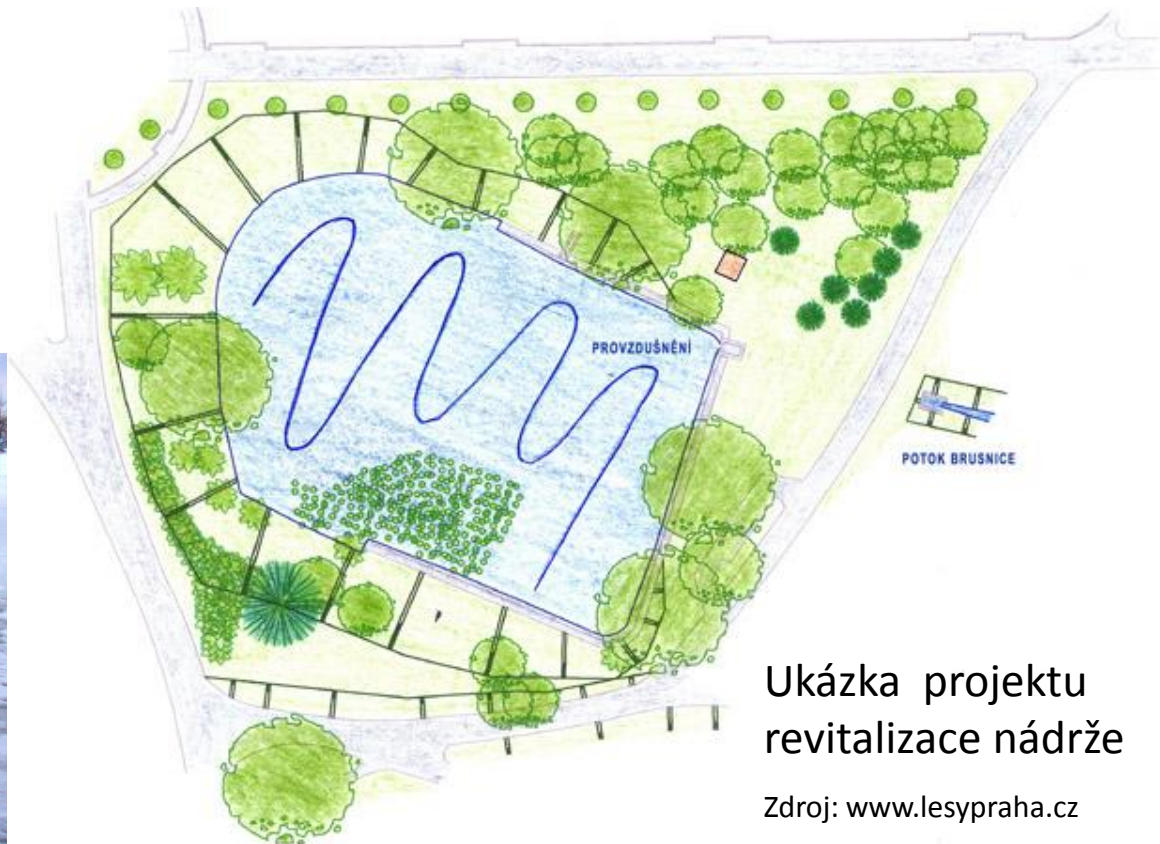 PROVZDUŠNĚNÍ
POTOK BRUSNICE
Ukázka projektu
revitalizace nádrže
Zdroj: www.lesypraha.cz